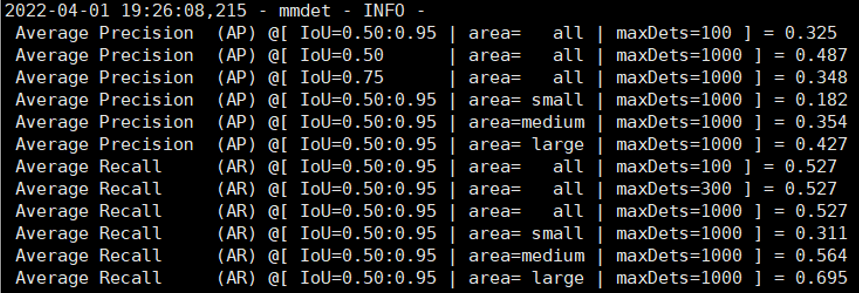 2022-04-01 19:26:08,215 - mmdet - INFO -
Average Precision  (AP) @[ IoU=0.50:0.95 | area=   all | maxDets=100 ] = 0.325
Average Precision  (AP) @[ IoU=0.50      | area=   all | maxDets=1000 ] = 0.487
Average Precision  (AP) @[ IoU=0.75      | area=   all | maxDets=1000 ] = 0.348
Average Precision  (AP) @[ IoU=0.50:0.95 | area= small | maxDets=1000 ] = 0.182
Average Precision  (AP) @[ IoU=0.50:0.95 | area=medium | maxDets=1000 ] = 0.354
Average Precision  (AP) @[ IoU=0.50:0.95 | area= large | maxDets=1000 ] = 0.427
Average Recall     (AR) @[ IoU=0.50:0.95 | area=   all | maxDets=100 ] = 0.527
Average Recall     (AR) @[ IoU=0.50:0.95 | area=   all | maxDets=300 ] = 0.527
Average Recall     (AR) @[ IoU=0.50:0.95 | area=   all | maxDets=1000 ] = 0.527
Average Recall     (AR) @[ IoU=0.50:0.95 | area= small | maxDets=1000 ] = 0.311
Average Recall     (AR) @[ IoU=0.50:0.95 | area=medium | maxDets=1000 ] = 0.564
Average Recall     (AR) @[ IoU=0.50:0.95 | area= large | maxDets=1000 ] = 0.695